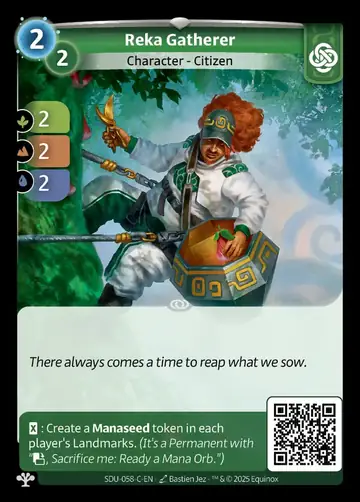 2
2
Reka Gatherer
Character - Citizen
2
2
2
There always comes a time to reap what we sow.
X : Create a Manaseed token in each
player's Landmarks. (It's a Permanent with
", Sacrifice me: Ready a Mana Orb.")
SDU-058-C-EN - Bastien Jez - ™ & © 2025 Equinox